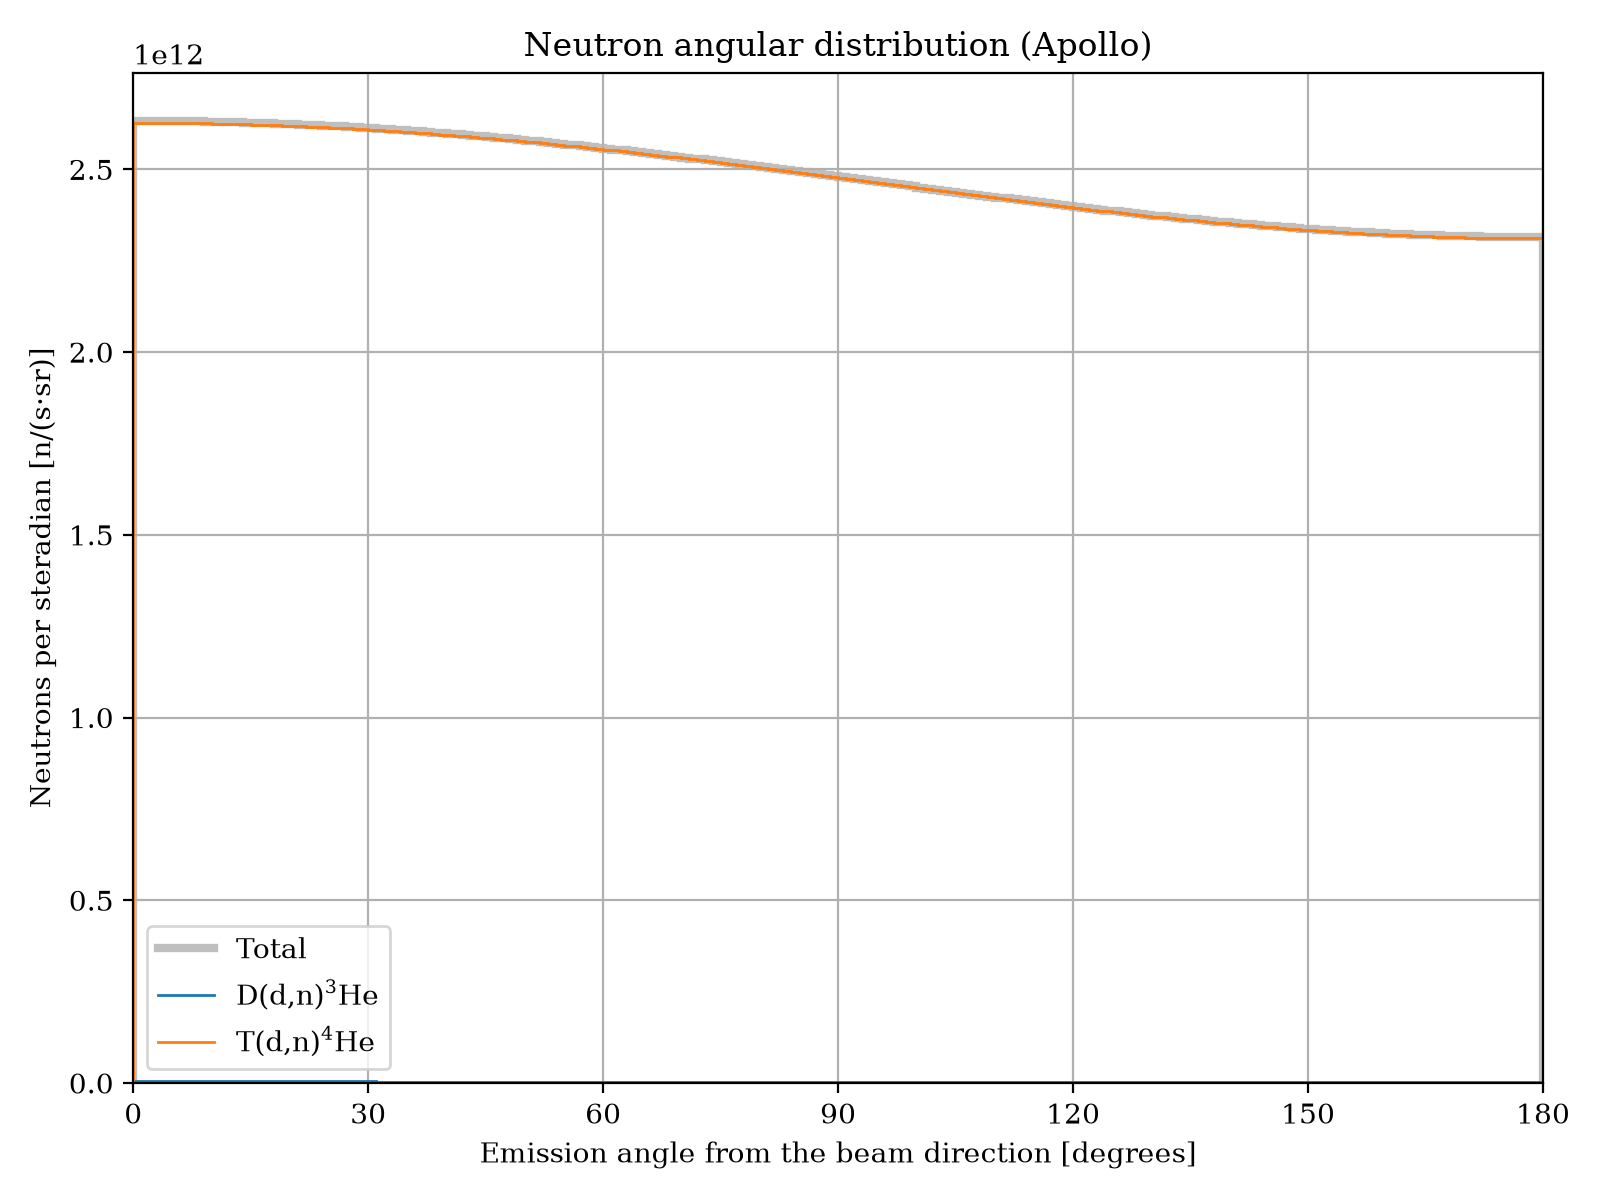 Neutron angular distribution (Apollo)
1e12
Neutrons per steradian [n/(s·sr)]
2.5
2.0
1.5
1.0
0.5
0.0
Total
D(d,n)³He
T(d,n)⁴He
0 30 60 90 120 150 180
Emission angle from the beam direction [degrees]